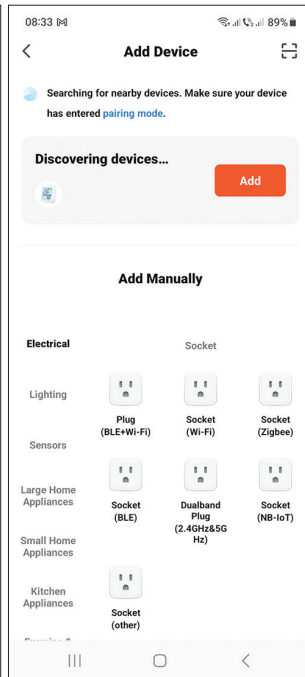 08:33 89%
Add Device
Searching for nearby devices. Make sure your device
has entered pairing mode.
Discovering devices...
Add
Add Manually
Electrical
Socket
Lighting
Sensors
Large Home
Appliances
Small Home
Appliances
Kitchen
Appliances
Plug
(BLE+Wi-Fi)
Socket
(Wi-Fi)
Socket
(Zigbee)
Socket
(BLE)
Dualband
Plug
(2.4GHz&5G
Hz)
Socket
(NB-IoT)
Socket
(other)